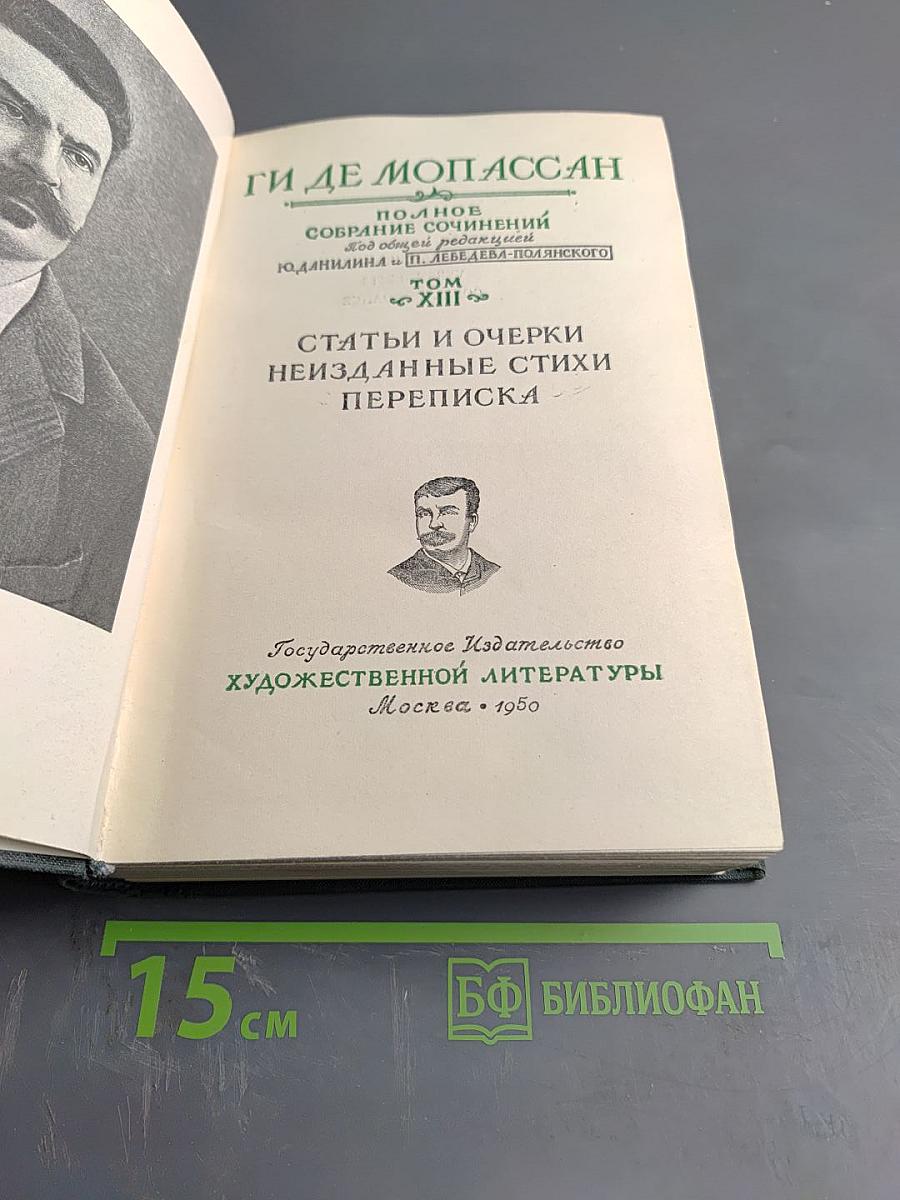 ГИ ДЕ МОПАССАН
ПОЛНОЕ
СОБРАНИЕ СОЧИНЕНИЙ
Под общей редакцией
Ю.ДАНИЛИНА и П. ЛЕБЕДЕВА-ПОЛЯНСКОГО
ТОМ
XIII
СТАТЬИ И ОЧЕРКИ
НЕИЗДАННЫЕ СТИХИ
ПЕРЕПИСКА
Государственное Издательство
ХУДОЖЕСТВЕННОЙ ЛИТЕРАТУРЫ
Москва • 1950
15 см
БФ БИБЛИОФАН